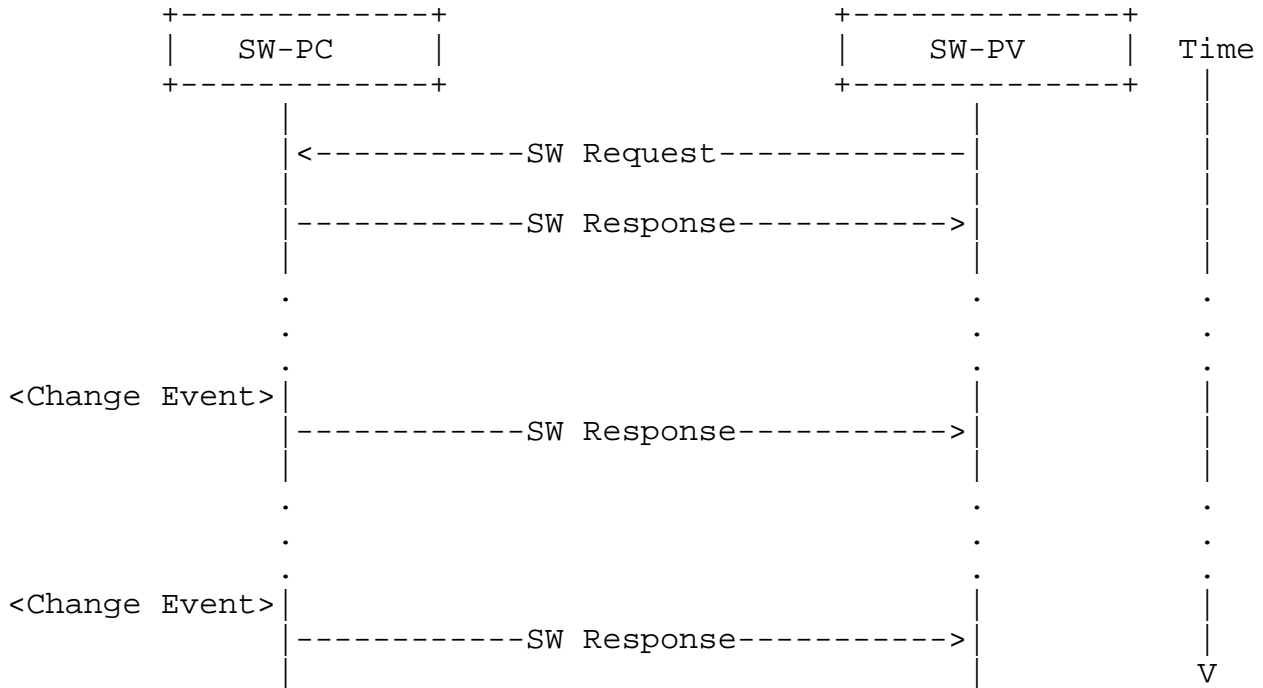 SW-PC SW-PV Time
<-----------SW Request-------------
------------SW Response----------->
<Change Event>
------------SW Response----------->
<Change Event>
------------SW Response----------->
V